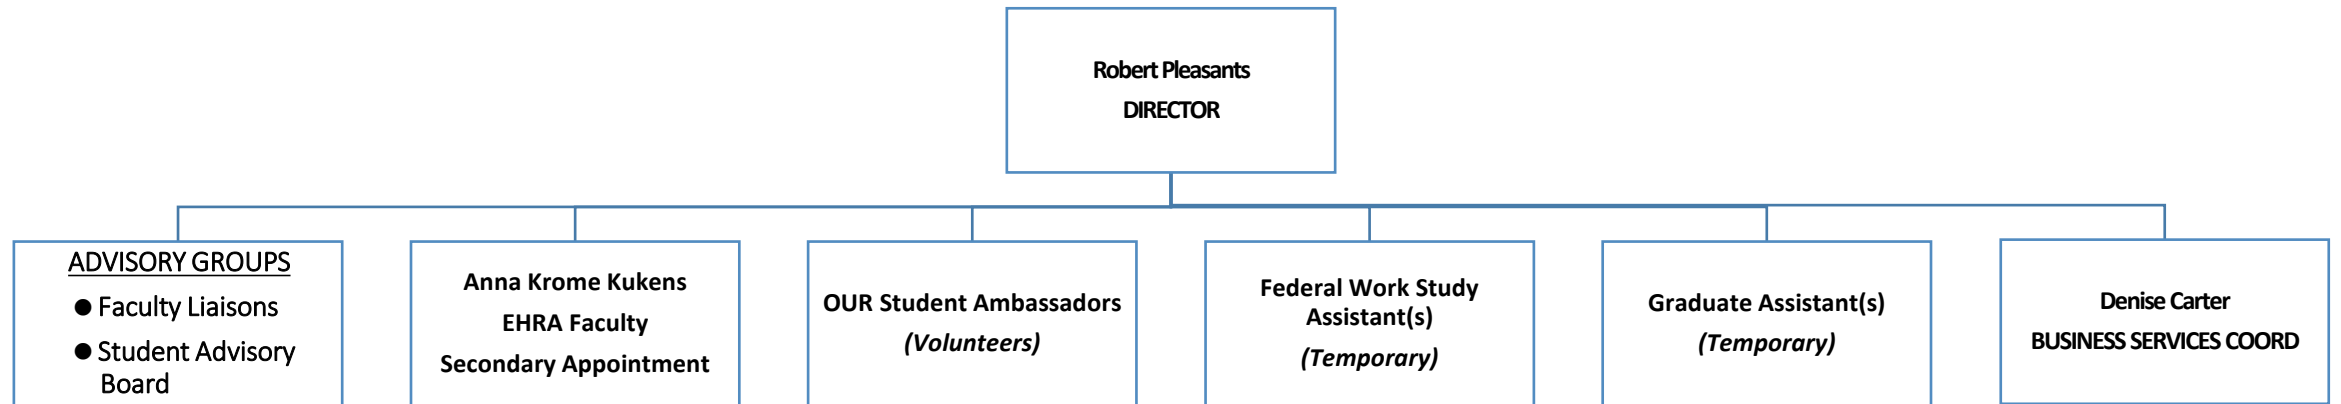 Robert Pleasants
DIRECTOR
ADVISORY GROUPS
● Faculty Liaisons
● Student Advisory
Board
Anna Krome Kukens
EHRA Faculty
Secondary Appointment
OUR Student Ambassadors
(Volunteers)
Federal Work Study
Assistant(s)
(Temporary)
Graduate Assistant(s)
(Temporary)
Denise Carter
BUSINESS SERVICES COORD